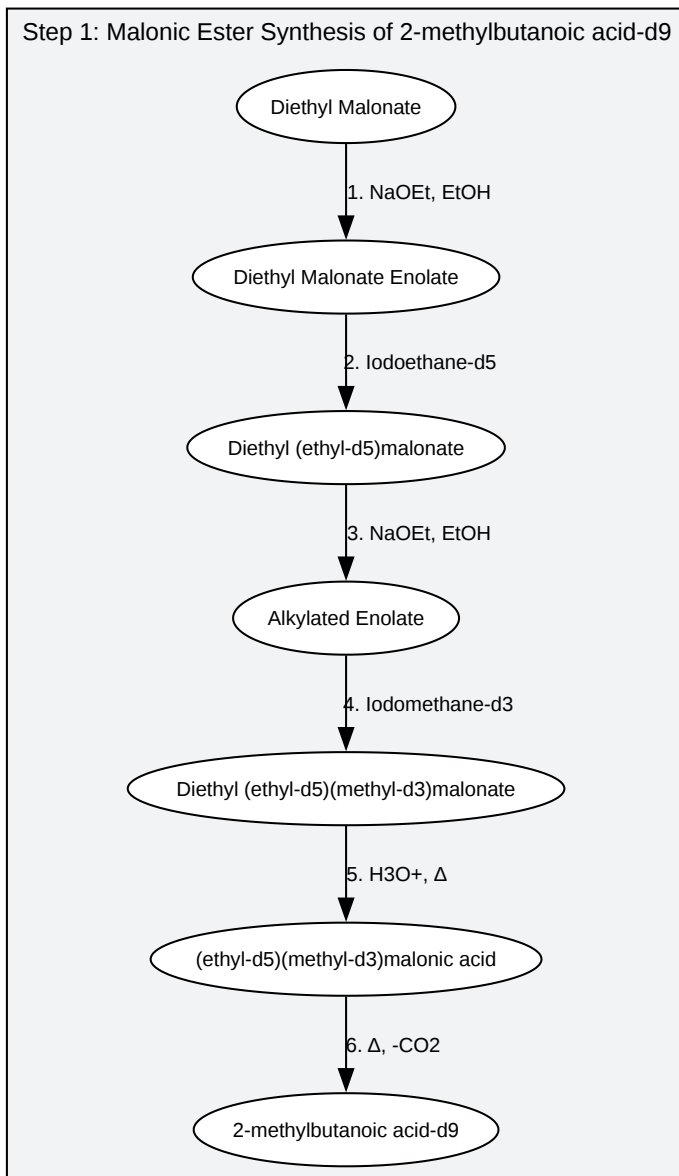 Step 1: Malonic Ester Synthesis of 2-methylbutanoic acid-d9
Diethyl Malonate
1. NaOEt, EtOH
Diethyl Malonate Enolate
2. Iodoethane-d5
Diethyl (ethyl-d5)malonate
3. NaOEt, EtOH
Alkylated Enolate
4. Iodomethane-d3
Diethyl (ethyl-d5)(methyl-d3)malonate
5. H3O+, Δ
(ethyl-d5)(methyl-d3)malonic acid
6. Δ, -CO2
2-methylbutanoic acid-d9